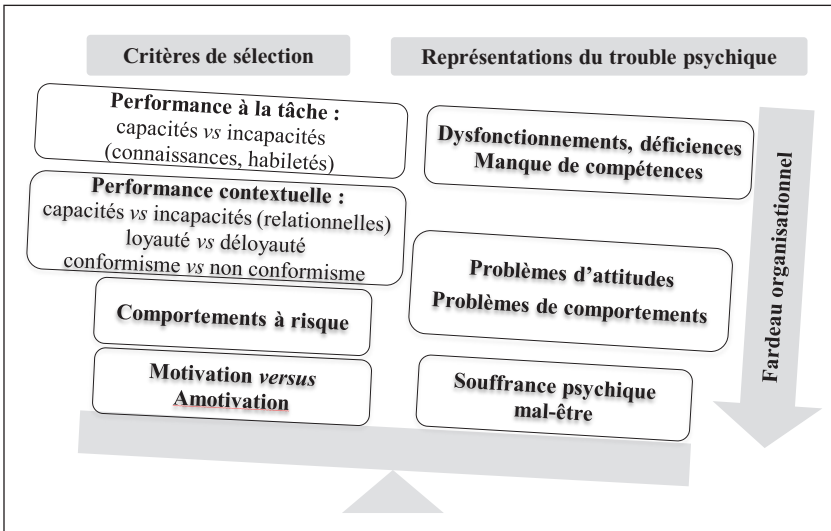 Critères de sélection
Représentations du trouble psychique
Performance à la tâche :
capacités vs incapacités
(connaissances, habiletés)
Performance contextuelle :
capacités vs incapacités (relationnelles)
loyauté vs déloyauté
conformisme vs non conformisme
Comportements à risque
Motivation versus
Amotivation
Dysfonctionnements, déficiences
Manque de compétences
Problèmes d'attitudes
Problèmes de comportements
Souffrance psychique
mal-être
Fardeau organisationnel